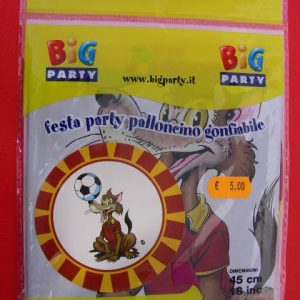 BiG
PARTY
BiG
PARTY
www.bigparty.it
festa party palloncino gonfiabile
€ 5.00
DIMENSIONI
45 cm
18 inc